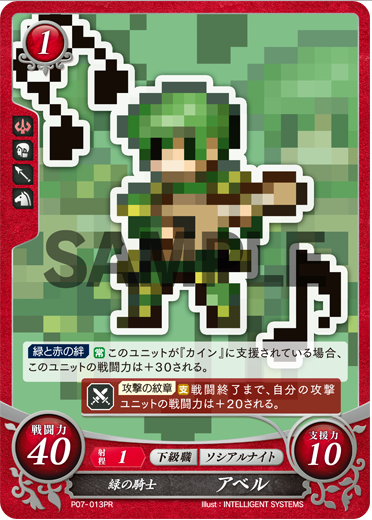 1
SAMPLE
緑と赤の絆 常 このユニットが『カイン』に支援されている場合、
このユニットの戦闘力は+30される。
攻撃の紋章 支 戦闘終了まで、自分の攻撃
ユニットの戦闘力は+20される。
戦闘力
40
射程 1 下級職 ソシアルナイト
支援力
10
緑の騎士 アベル
P07-013PR
Illust : INTELLIGENT SYSTEMS